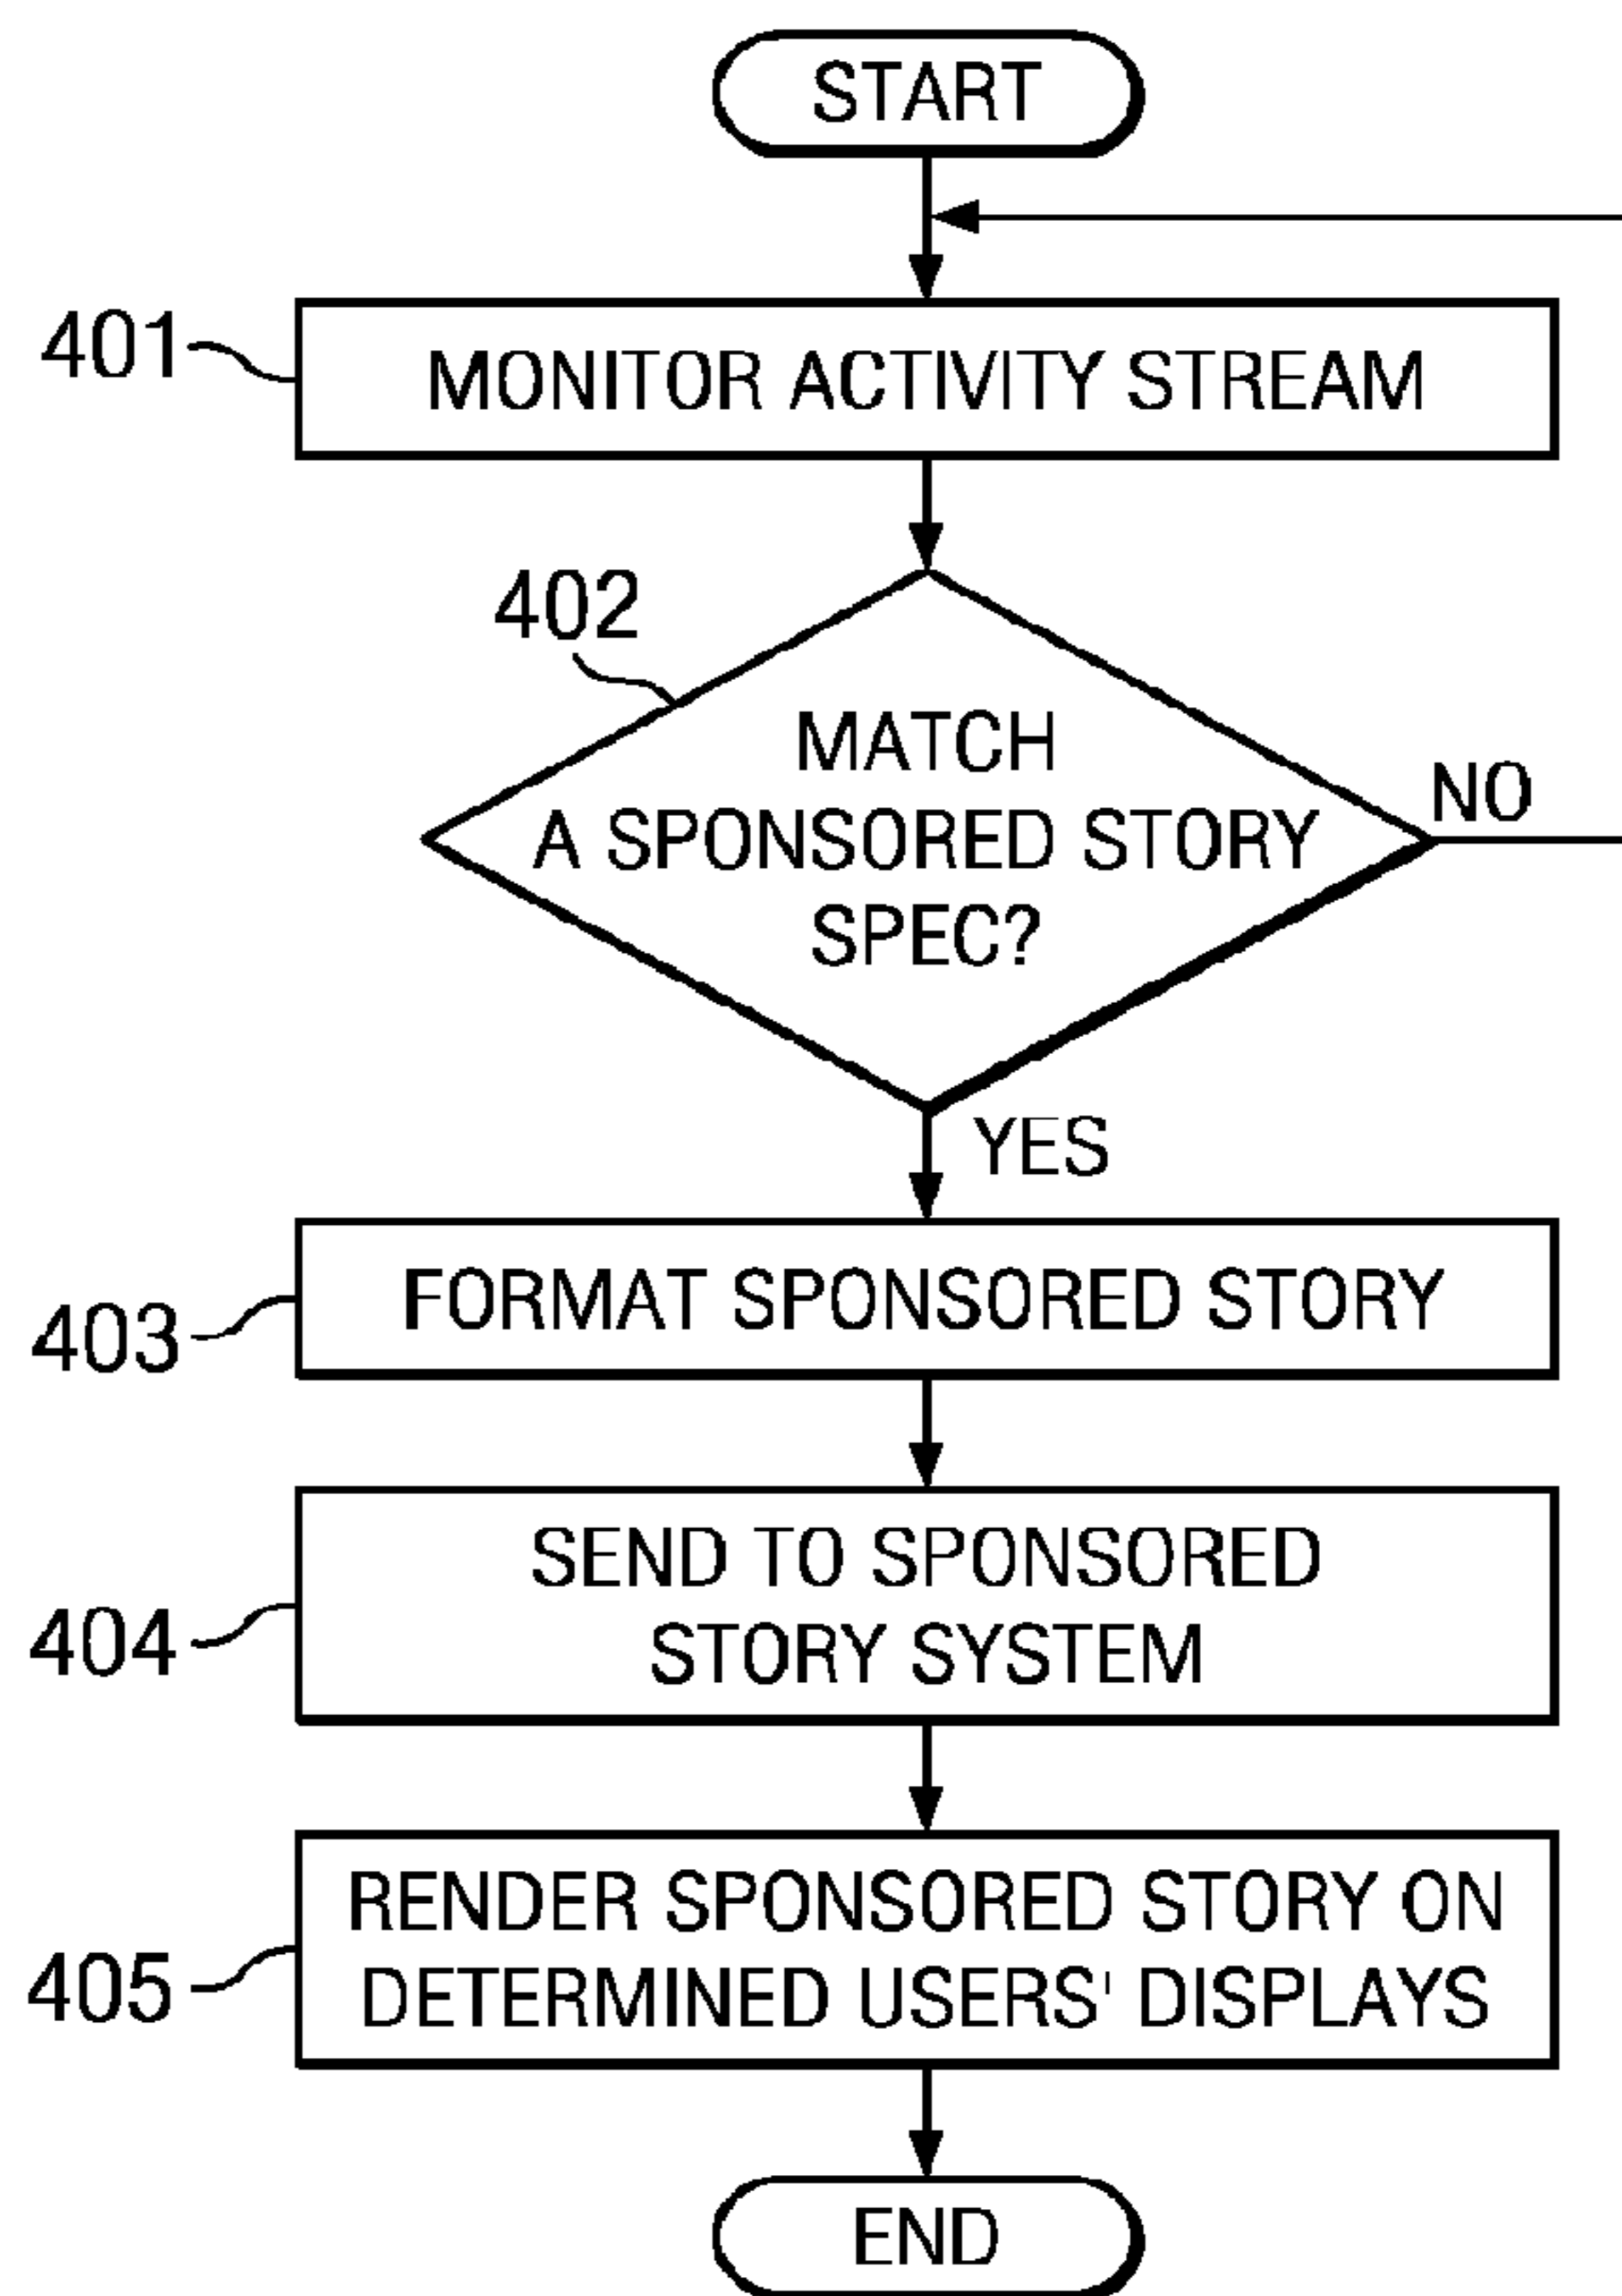 START
401
MONITOR ACTIVITY STREAM
402
MATCH
A SPONSORED STORY
SPEC?
NO
YES
FORMAT SPONSORED STORY
403
SEND TO SPONSORED
STORY SYSTEM
404
RENDER SPONSORED STORY ON
DETERMINED USERS' DISPLAYS
405
END